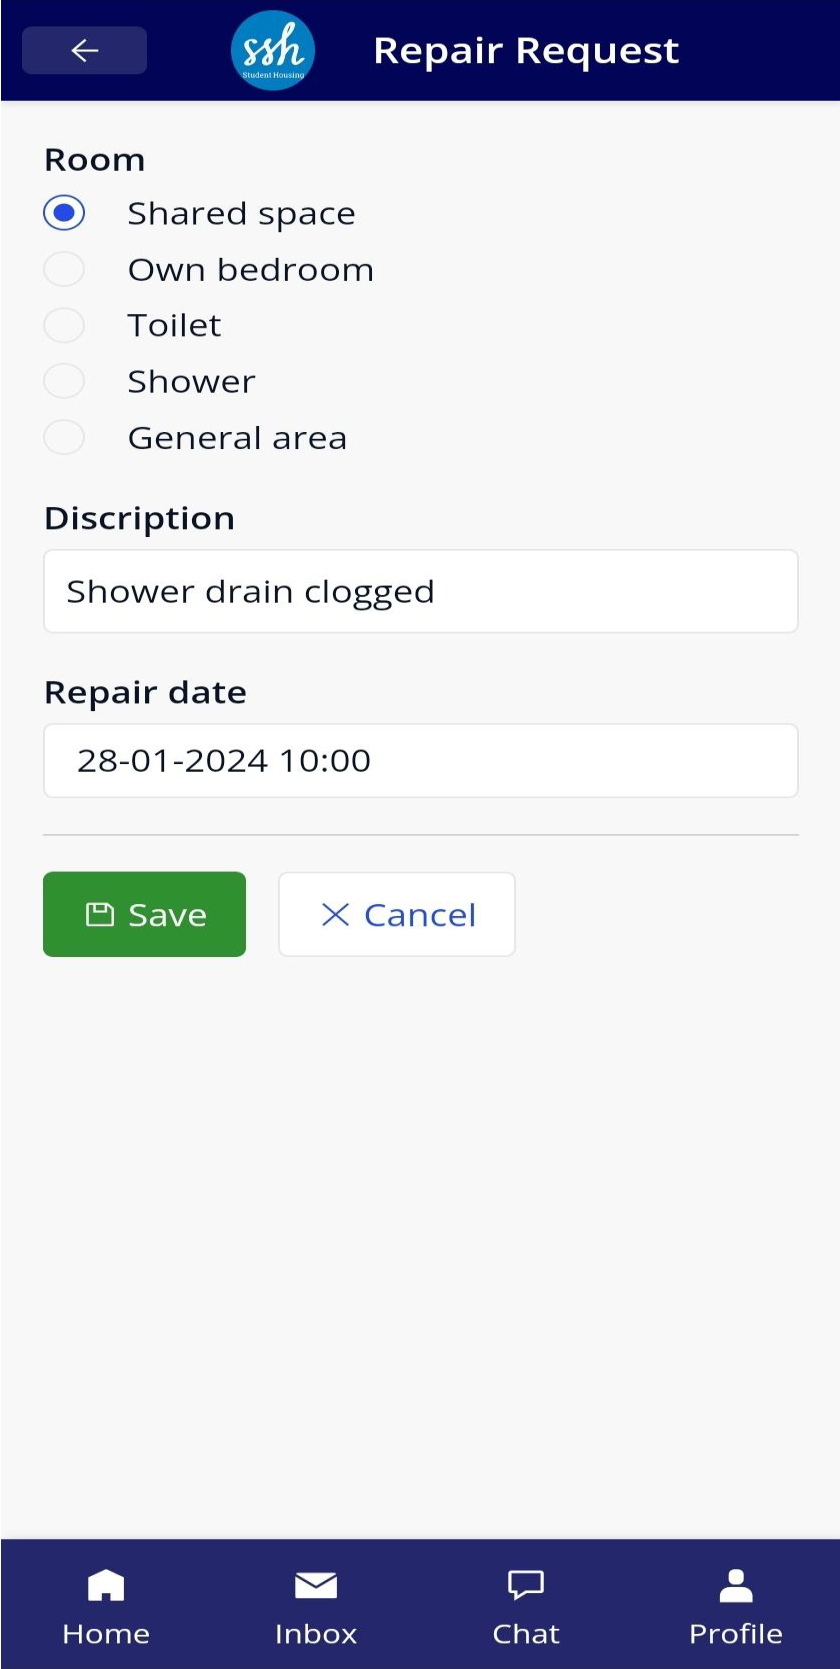 ssh
Student Housing
Repair Request
Room
Shared space
Own bedroom
Toilet
Shower
General area
Discription
Shower drain clogged
Repair date
28-01-2024 10:00
Save
Cancel
Home Inbox Chat Profile